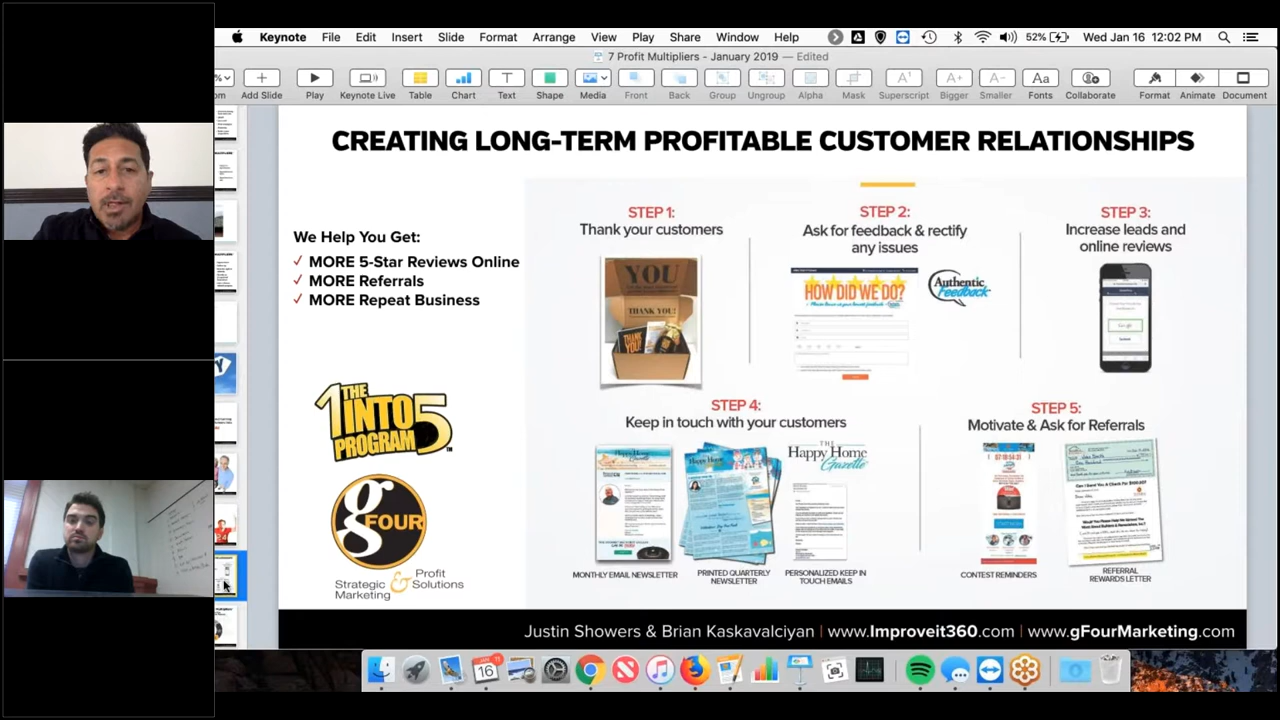 Keynote File Edit Insert Slide Format Arrange View Play Share Window Help 52% Wed Jan 16 12:02 PM
7 Profit Multipliers - January 2019 — Edited
Add Slide Play Keynote Live Table Chart Text Shape Media Front Back Group Ungroup Alpha Mask Superscript Bigger Smaller Fonts Collaborate Format Animate Document
CREATING LONG-TERM PROFITABLE CUSTOMER RELATIONSHIPS
We Help You Get:
✓ MORE 5-Star Reviews Online
✓ MORE Referrals
✓ MORE Repeat Business
THE
1 INTO 5
PROGRAM
TM
gFOUR
Strategic & Profit
Marketing Solutions
STEP 1:
Thank your customers
YOU
THANK YOU!
STEP 2:
Ask for feedback & rectify
any issues
HOW DID WE DO?
Authentic
Feedback
STEP 3:
Increase leads and
online reviews
STEP 4:
Keep in touch with your customers
THE
Happy Home
Gazette
MONTHLY EMAIL NEWSLETTER
PRINTED QUARTERLY
NEWSLETTER
PERSONALIZED KEEP IN
TOUCH EMAILS
STEP 5:
Motivate & Ask for Referrals
CONTEST REMINDERS
REFERRAL
REWARDS LETTER
Justin Showers & Brian Kaskavalciyan | www.Improveit360.com | www.gFourMarketing.com
JAN
16